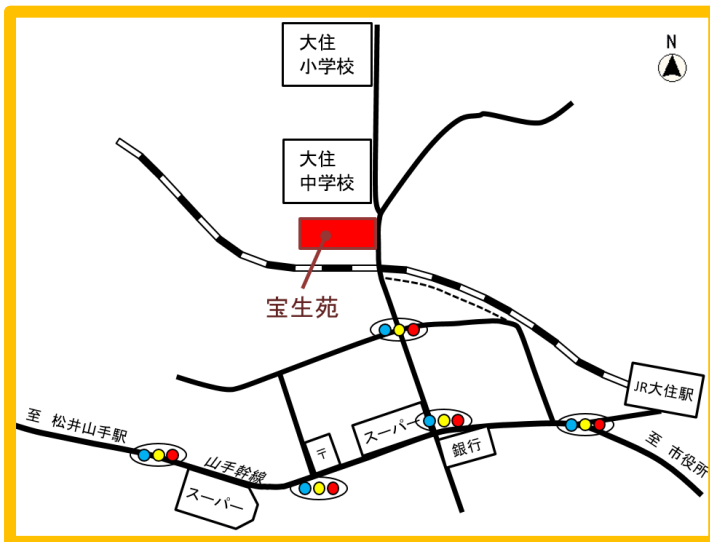 大住
小学校
N
大住
中学校
宝生苑
JR大住駅
至 松井山手駅
スーパー
銀行
〒
山手幹線
至 市役所
スーパー